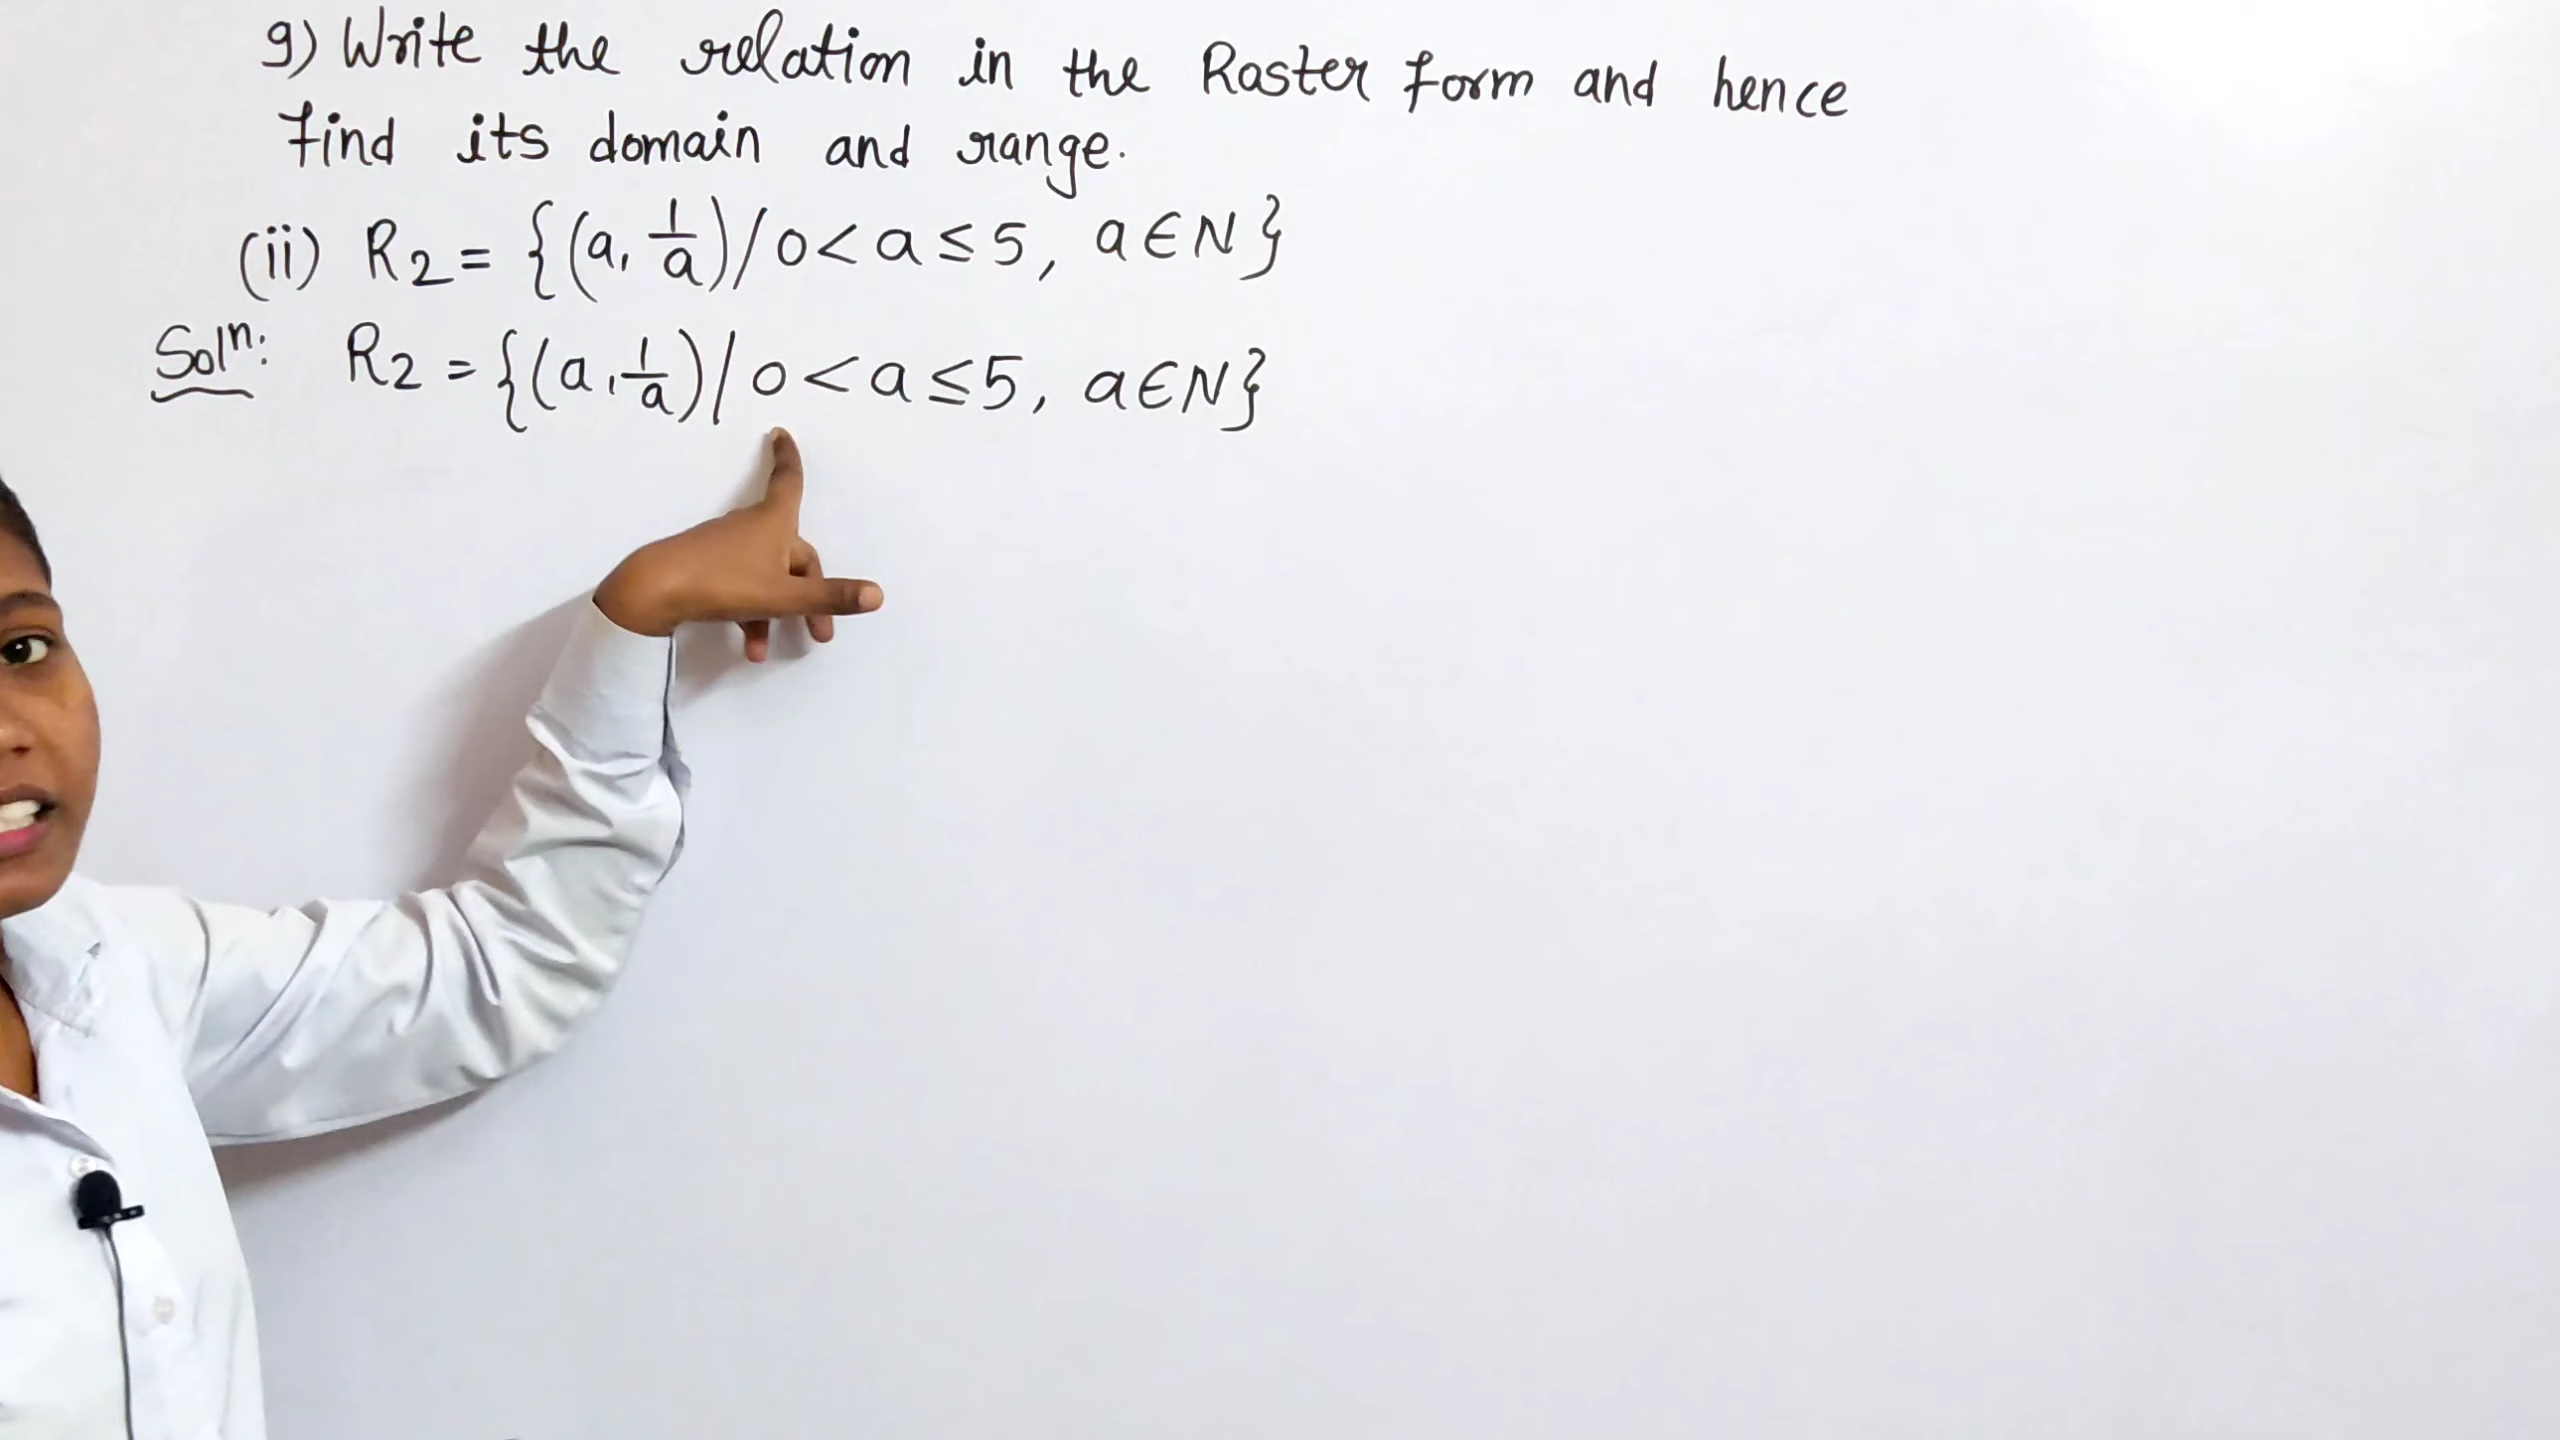 9) Write the relation in the Roster form and hence
find its domain and range.
(ii) R₂ = {(a, 1/a) / 0 < a ≤ 5, a ∈ N}
Solⁿ: R₂ = {(a, 1/a) / 0 < a ≤ 5, a ∈ N}